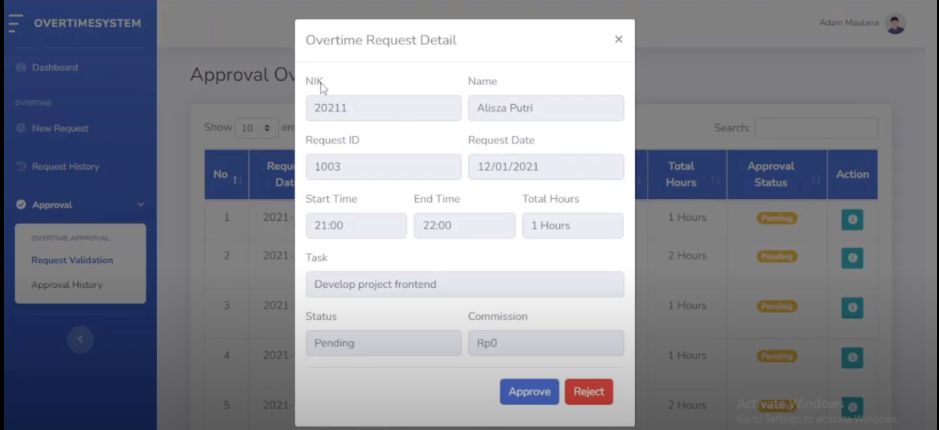 OVERTIMESYSTEM
Adam Maulana
Dashboard
OVERTIME
New Request
Request History
Approval
OVERTIME APPROVAL:
Request Validation
Approval History
Approval Ov
Show 10 en
Search:
No
Reque
Dat
Total
Hours
Approval
Status
Action
1 2021- 1 Hours Pending
2 2021- 2 Hours Pending
3 2021- 1 Hours Pending
4 2021- 1 Hours Pending
5 2021- 2 Hours
Overtime Request Detail ×
NIK Name
20211 Alisza Putri
Request ID Request Date
1003 12/01/2021
Start Time End Time Total Hours
21:00 22:00 1 Hours
Task
Develop project frontend
Status Commission
Pending Rp0
Approve Reject
Activate Windows
Go to Settings to activate Windows.